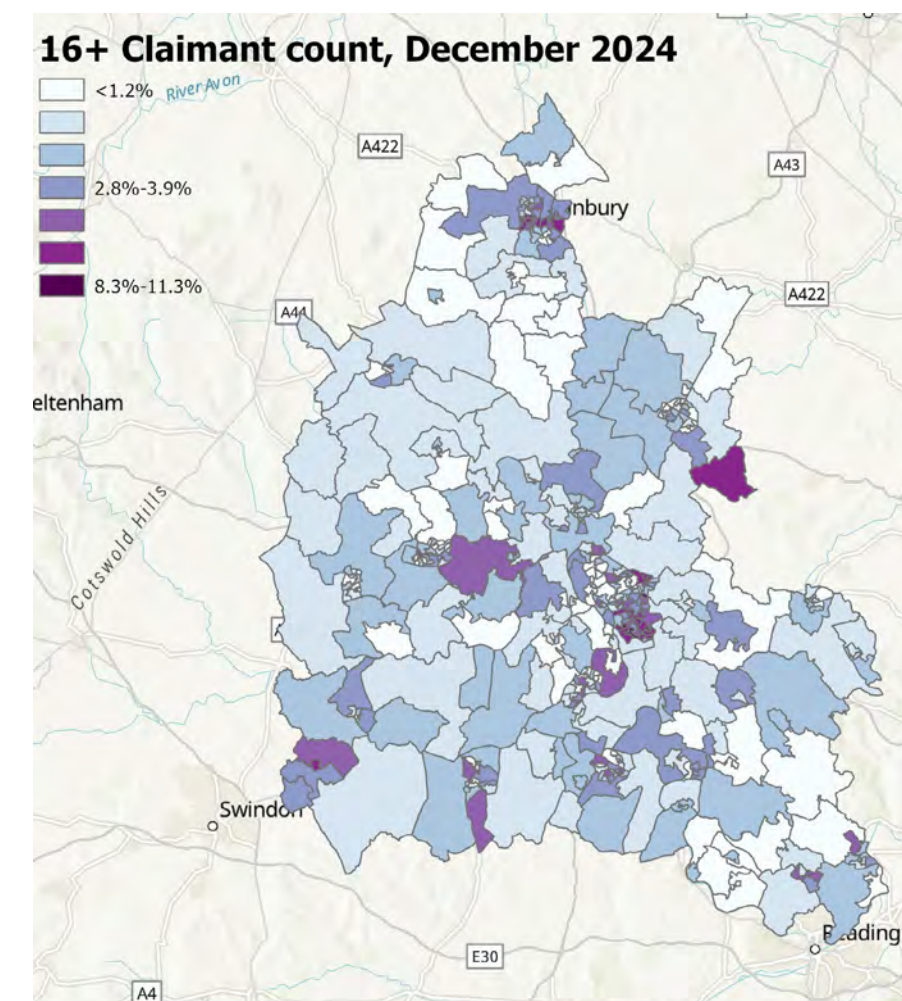 16+ Claimant count, December 2024
<1.2%
River Avon
A422
A43
2.8%-3.9%
nbury
8.3%-11.3%
A422
A44
eltenham
Cotswold Hills
A
Swindon
Reading
E30
A4